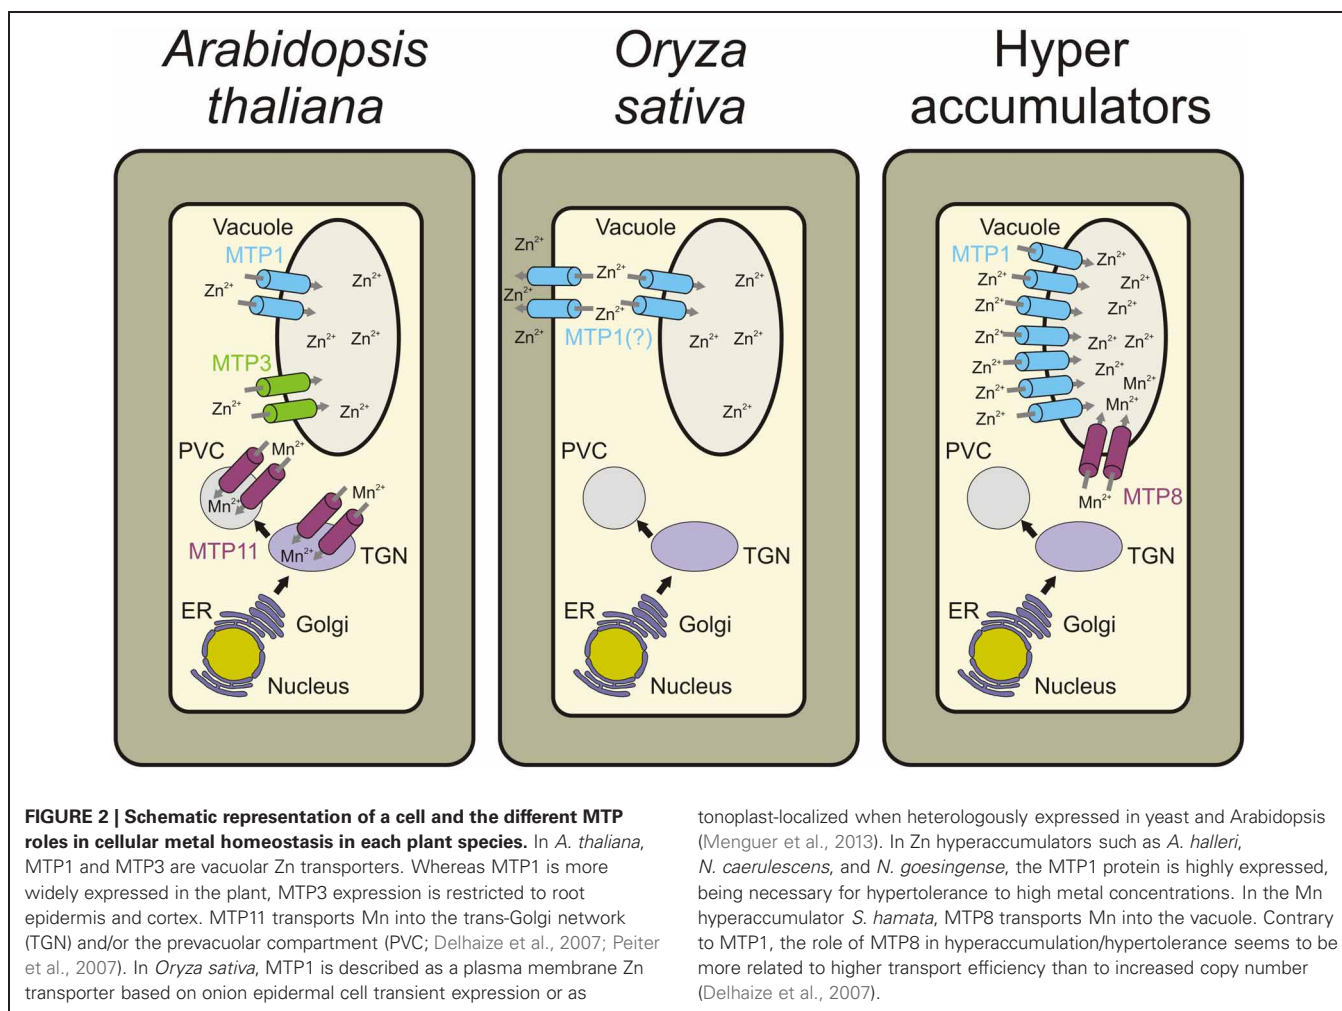 Arabidopsis
thaliana
Oryza
sativa
Hyper
accumulators
Vacuole
MTP1
Zn²⁺
Zn²⁺
Zn²⁺
Zn²⁺
MTP3
Zn²⁺
Zn²⁺
PVC
Mn²⁺
Mn²⁺
Mn²⁺
MTP11
Mn²⁺
TGN
ER
Golgi
Nucleus
Vacuole
Zn²⁺
Zn²⁺
Zn²⁺
Zn²⁺
Zn²⁺
Zn²⁺
MTP1(?)
Zn²⁺
Zn²⁺
Zn²⁺
PVC
TGN
ER
Golgi
Nucleus
Vacuole
MTP1
Zn²⁺
Zn²⁺
Zn²⁺
Zn²⁺
Zn²⁺
Zn²⁺
Zn²⁺
Zn²⁺ Zn²⁺
Zn²⁺
Zn²⁺
Mn²⁺
Zn²⁺
Mn²⁺
Zn²⁺
PVC
Mn²⁺
MTP8
TGN
ER
Golgi
Nucleus
FIGURE 2 | Schematic representation of a cell and the different MTP
roles in cellular metal homeostasis in each plant species. In A. thaliana,
MTP1 and MTP3 are vacuolar Zn transporters. Whereas MTP1 is more
widely expressed in the plant, MTP3 expression is restricted to root
epidermis and cortex. MTP11 transports Mn into the trans-Golgi network
(TGN) and/or the prevacuolar compartment (PVC; Delhaize et al., 2007; Peiter
et al., 2007). In Oryza sativa, MTP1 is described as a plasma membrane Zn
transporter based on onion epidermal cell transient expression or as
tonoplast-localized when heterologously expressed in yeast and Arabidopsis
(Menguer et al., 2013). In Zn hyperaccumulators such as A. halleri,
N. caerulescens, and N. goesingense, the MTP1 protein is highly expressed,
being necessary for hypertolerance to high metal concentrations. In the Mn
hyperaccumulator S. hamata, MTP8 transports Mn into the vacuole. Contrary
to MTP1, the role of MTP8 in hyperaccumulation/hypertolerance seems to be
more related to higher transport efficiency than to increased copy number
(Delhaize et al., 2007).